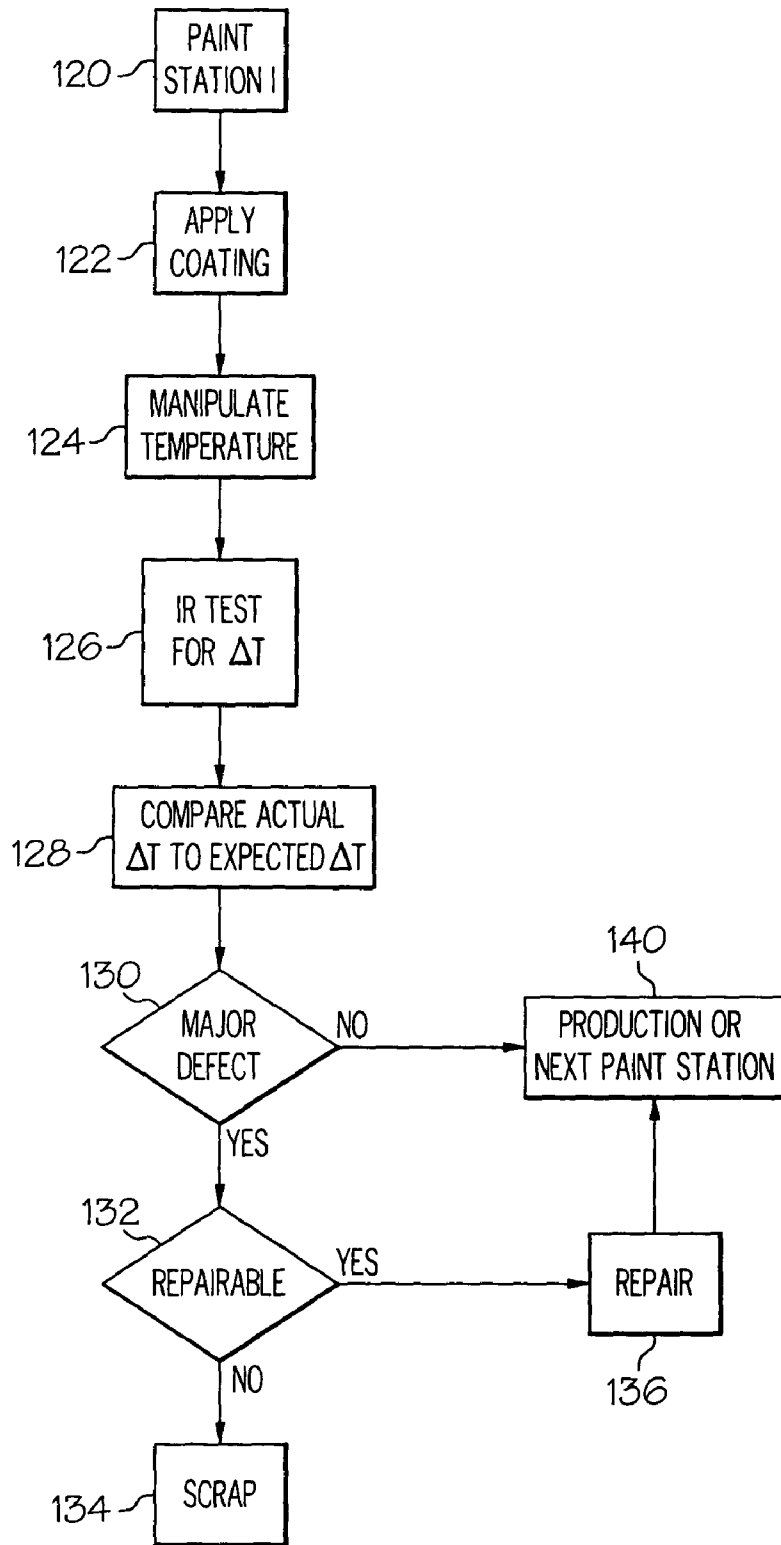 PAINT
STATION 1
120
APPLY
COATING
122
MANIPULATE
TEMPERATURE
124
IR TEST
FOR ΔT
126
COMPARE ACTUAL
ΔT TO EXPECTED ΔT
128
130
MAJOR
DEFECT
NO
YES
140
PRODUCTION OR
NEXT PAINT STATION
132
REPAIRABLE
YES
NO
REPAIR
136
SCRAP
134